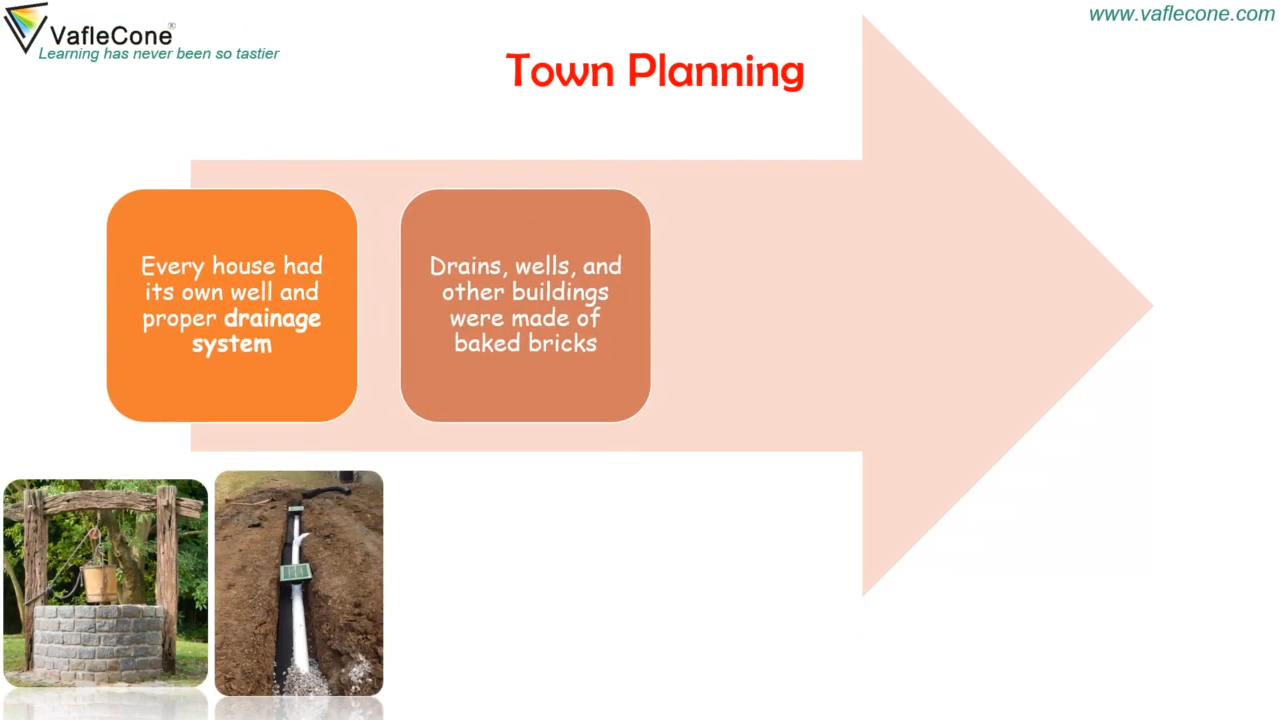 VafleCone®
Learning has never been so tastier
www.vaflecone.com
Town Planning
Every house had
its own well and
proper drainage
system
Drains, wells, and
other buildings
were made of
baked bricks